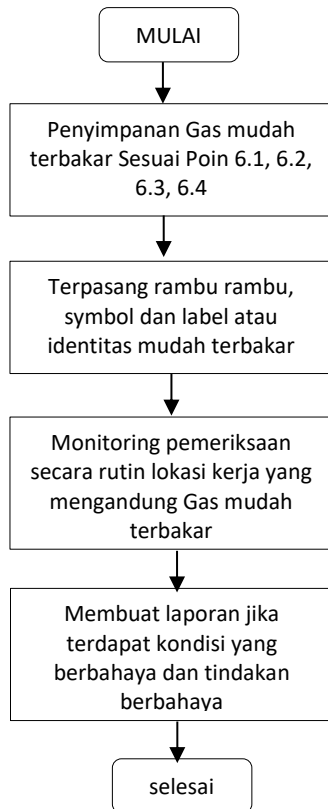 MULAI
Penyimpanan Gas mudah
terbakar Sesuai Poin 6.1, 6.2,
6.3, 6.4
Terpasang rambu rambu,
symbol dan label atau
identitas mudah terbakar
Monitoring pemeriksaan
secara rutin lokasi kerja yang
mengandung Gas mudah
terbakar
Membuat laporan jika
terdapat kondisi yang
berbahaya dan tindakan
berbahaya
selesai